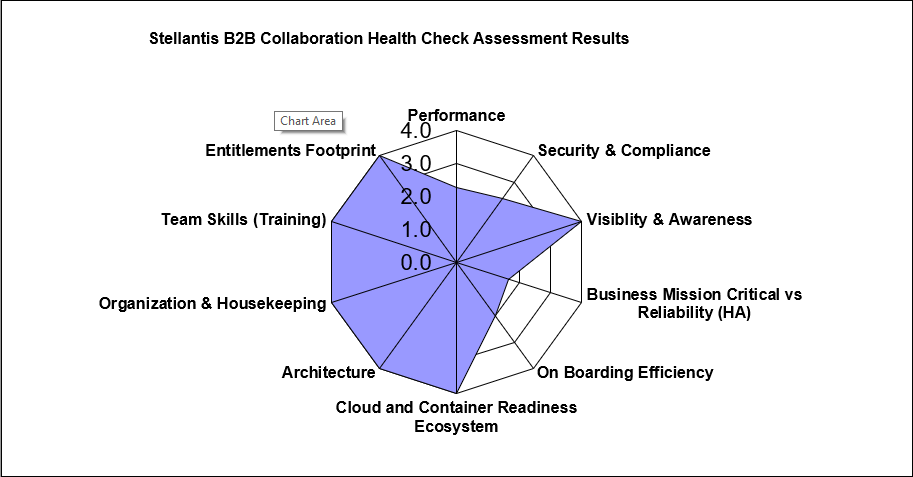 Stellantis B2B Collaboration Health Check Assessment Results
Chart Area
Performance
4.0
Entitlements Footprint
Security & Compliance
3.0
2.0
Team Skills (Training)
Visiblity & Awareness
1.0
0.0
Organization & Housekeeping
Business Mission Critical vs
Reliability (HA)
Architecture
On Boarding Efficiency
Cloud and Container Readiness
Ecosystem